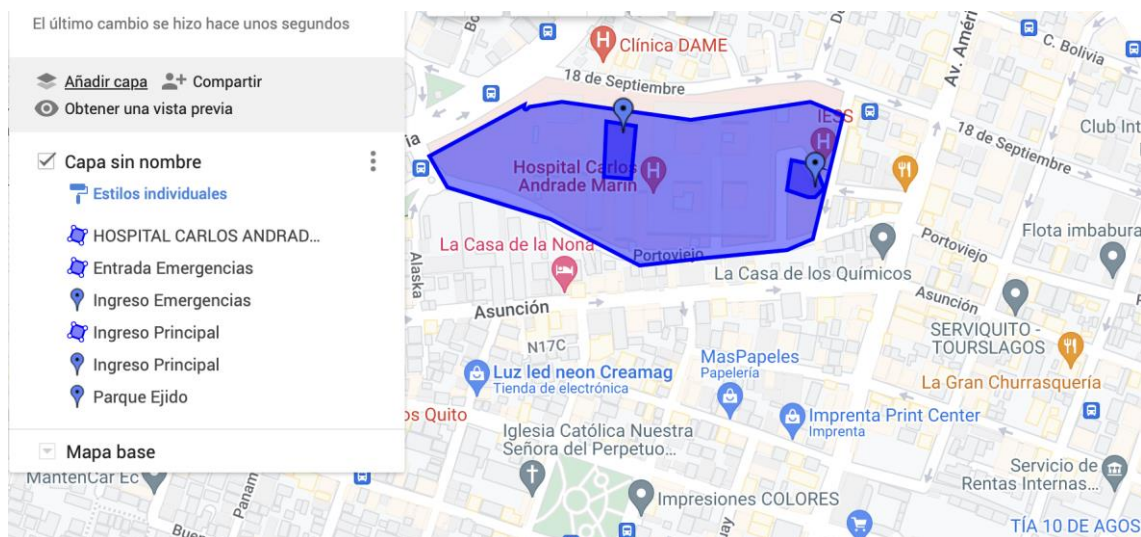 El último cambio se hizo hace unos segundos
Añadir capa
Compartir
Obtener una vista previa
Capa sin nombre
Estilos individuales
HOSPITAL CARLOS ANDRAD...
Entrada Emergencias
Ingreso Emergencias
Ingreso Principal
Ingreso Principal
Parque Ejido
Mapa base
Clínica DAME
18 de Septiembre
Av. Améri
C. Bolivia
IESS
Club Int
18 de Septiembre
Hospital Carlos
Andrade Marín
La Casa de la Nona
Portoviejo
Portoviejo
Flota imbabura
La Casa de los Químicos
Alaska
Asunción
Asunción
SERVIQUITO -
TOURSLAGOS
N17C
MasPapeles
Papelería
Luz led neon Creamag
Tienda de electrónica
La Gran Churrasquería
os Quito
Imprenta Print Center
Imprenta
Iglesia Católica Nuestra
Señora del Perpetuo...
Servicio de
Rentas Internas...
MantenCar Ec
Panam
Impresiones COLORES
Bue
uay
TÍA 10 DE AGOS